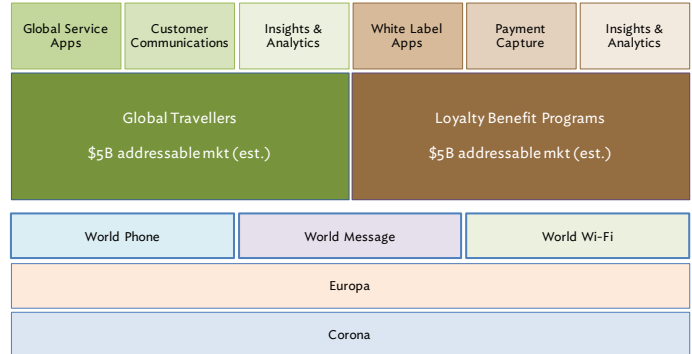 Global Service
Apps
Customer
Communications
Insights &
Analytics
White Label
Apps
Payment
Capture
Insights &
Analytics
Global Travellers
$5B addressable mkt (est.)
Loyalty Benefit Programs
$5B addressable mkt (est.)
World Phone
World Message
World Wi-Fi
Europa
Corona